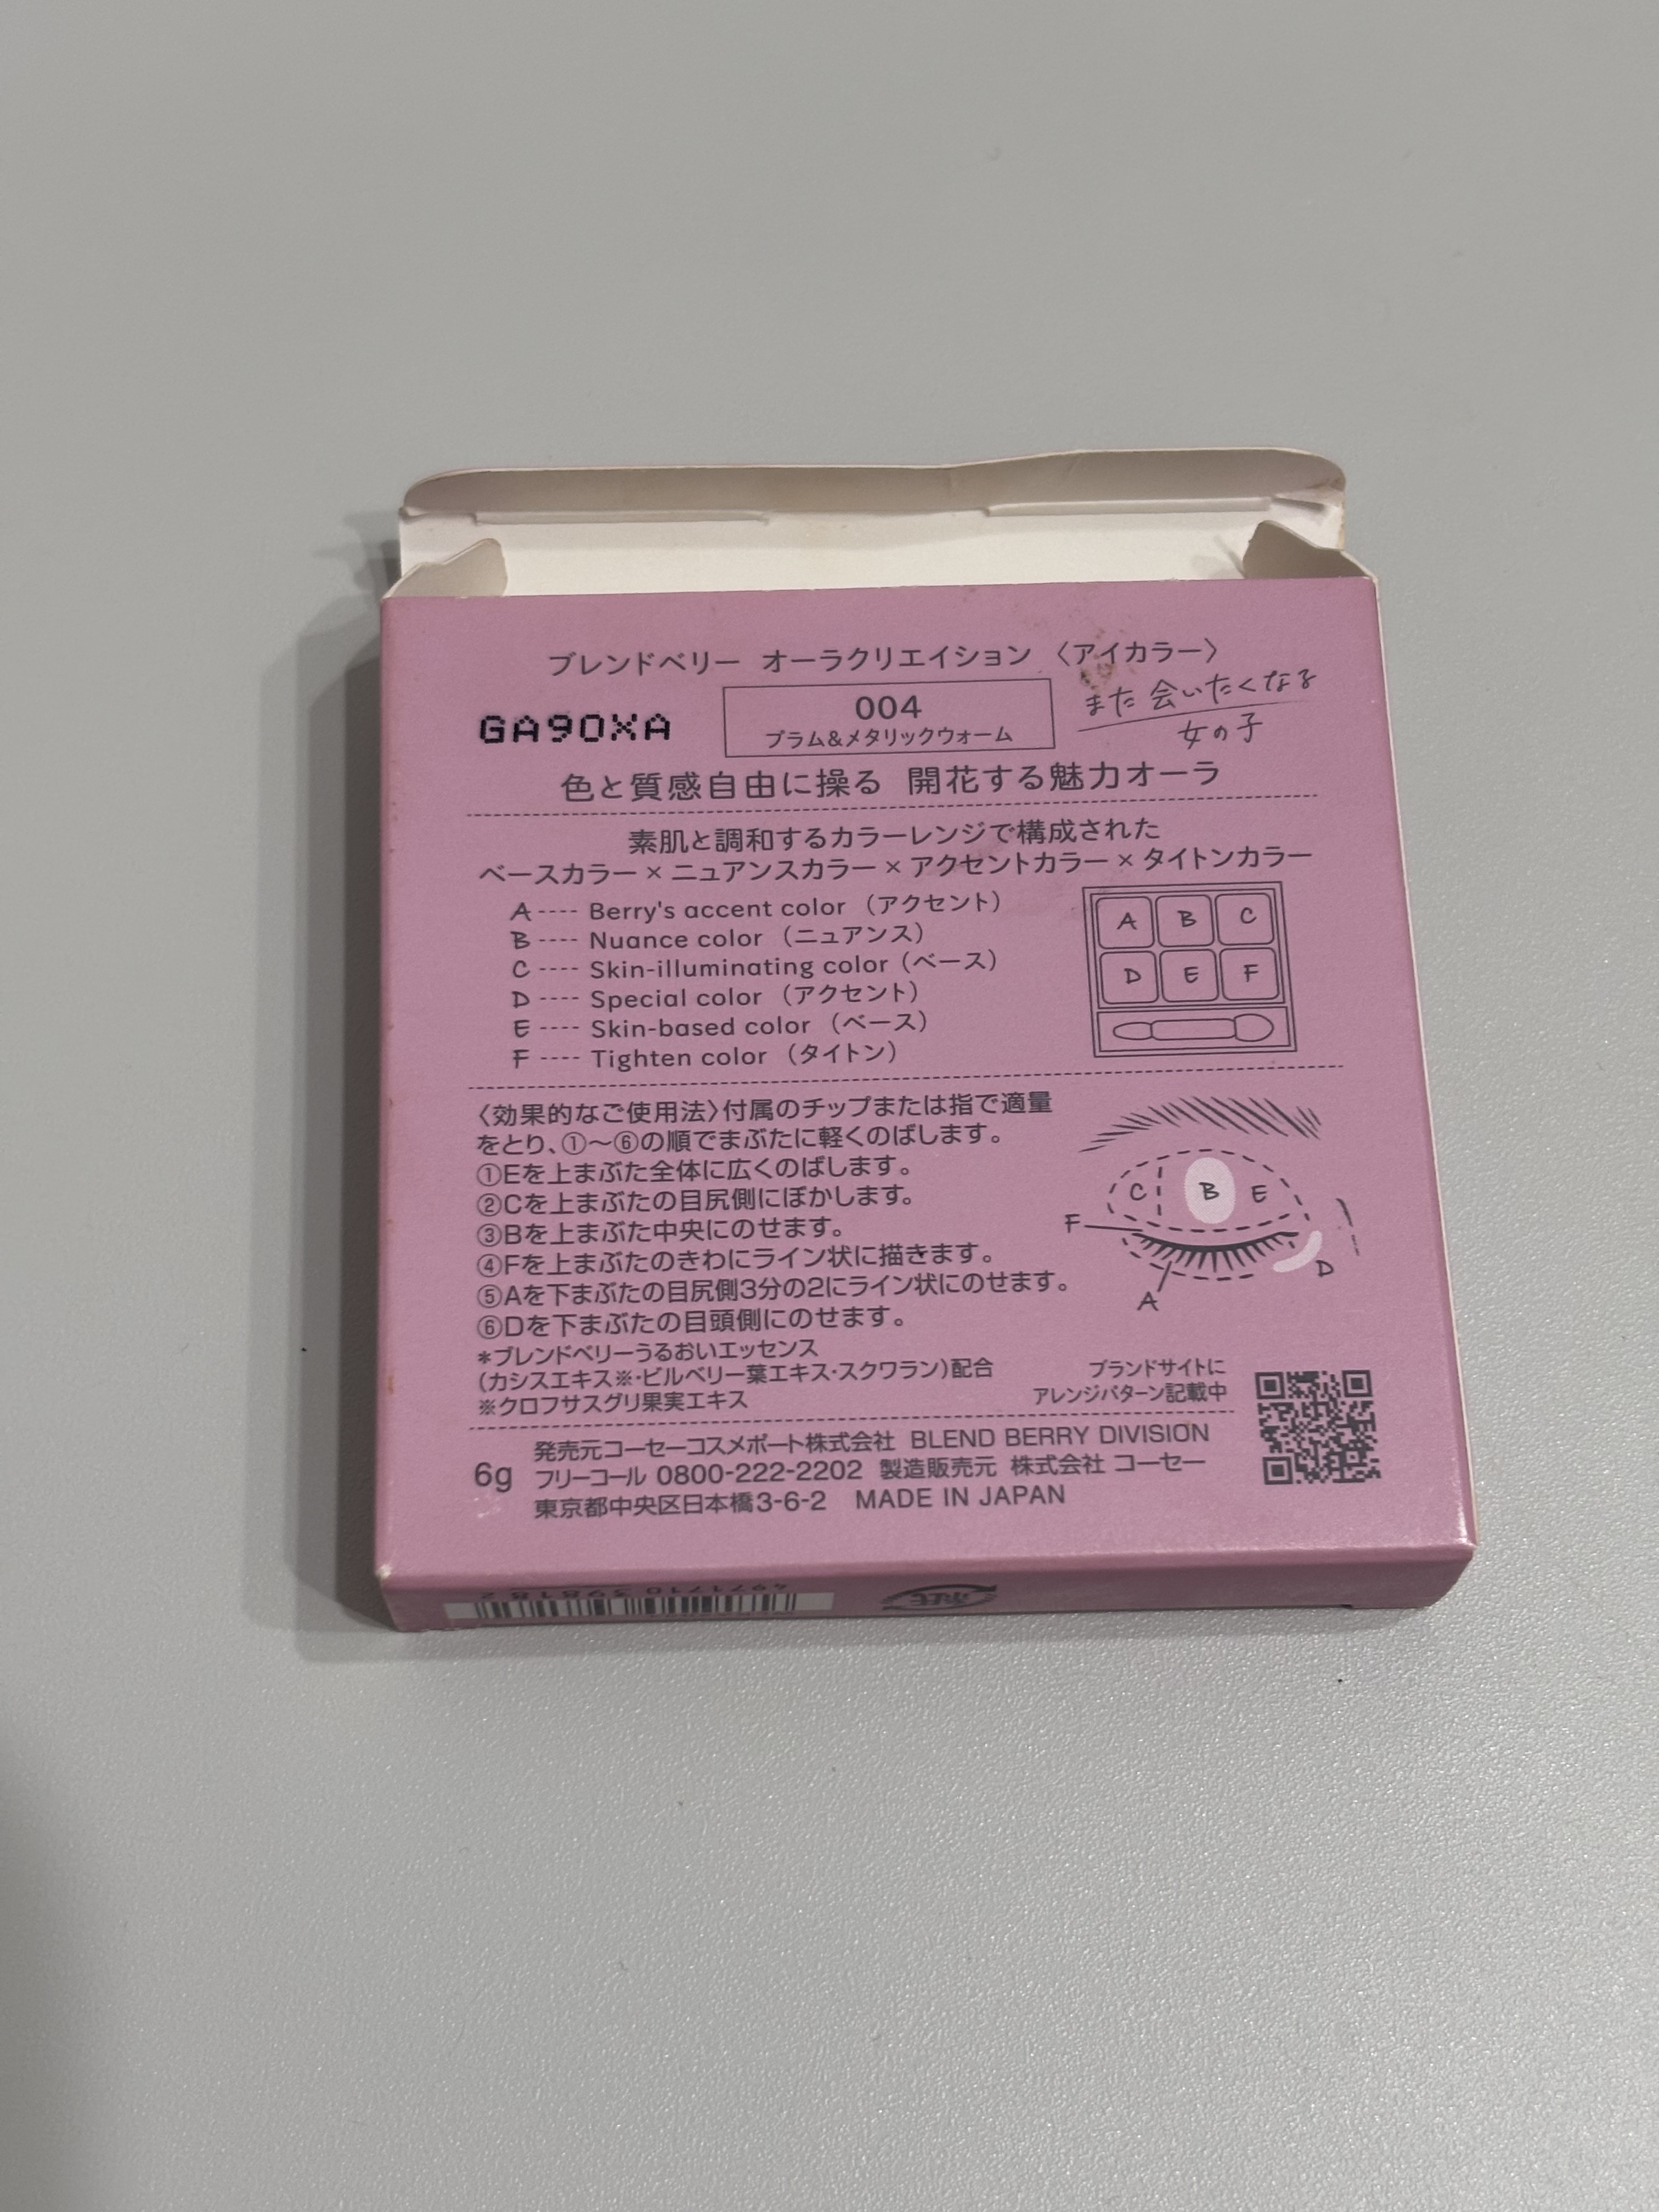 ブレンドベリー オーラクリエイション 〈アイカラー〉
GA90XA
004
プラム&メタリックウォーム
また会いたくなる
女の子
色と質感自由に操る 開花する魅力オーラ
素肌と調和するカラーレンジで構成された
ベースカラー×ニュアンスカラー×アクセントカラー×タイトンカラー
A---- Berry's accent color (アクセント)
B---- Nuance color (ニュアンス)
C---- Skin-illuminating color(ベース)
D---- Special color (アクセント)
E---- Skin-based color (ベース)
F---- Tighten color (タイトン)
A B C
D E F
〈効果的なご使用法〉付属のチップまたは指で適量
をとり、①〜⑥の順でまぶたに軽くのばします。
①Eを上まぶた全体に広くのばします。
②Cを上まぶたの目尻側にぼかします。
③Bを上まぶた中央にのせます。
④Fを上まぶたのきわにライン状に描きます。
⑤Aを下まぶたの目尻側3分の2にライン状にのせます。
⑥Dを下まぶたの目頭側にのせます。
C B E
F
D
A
*ブレンドベリーうるおいエッセンス
(カシスエキス※・ビルベリー葉エキス・スクワラン)配合
※クロフサスグリ果実エキス
ブランドサイトに
アレンジパターン記載中
6g
発売元コーセーコスメポート株式会社 BLEND BERRY DIVISION
フリーコール 0800-222-2202 製造販売元 株式会社 コーセー
東京都中央区日本橋3-6-2 MADE IN JAPAN
4971710 398182